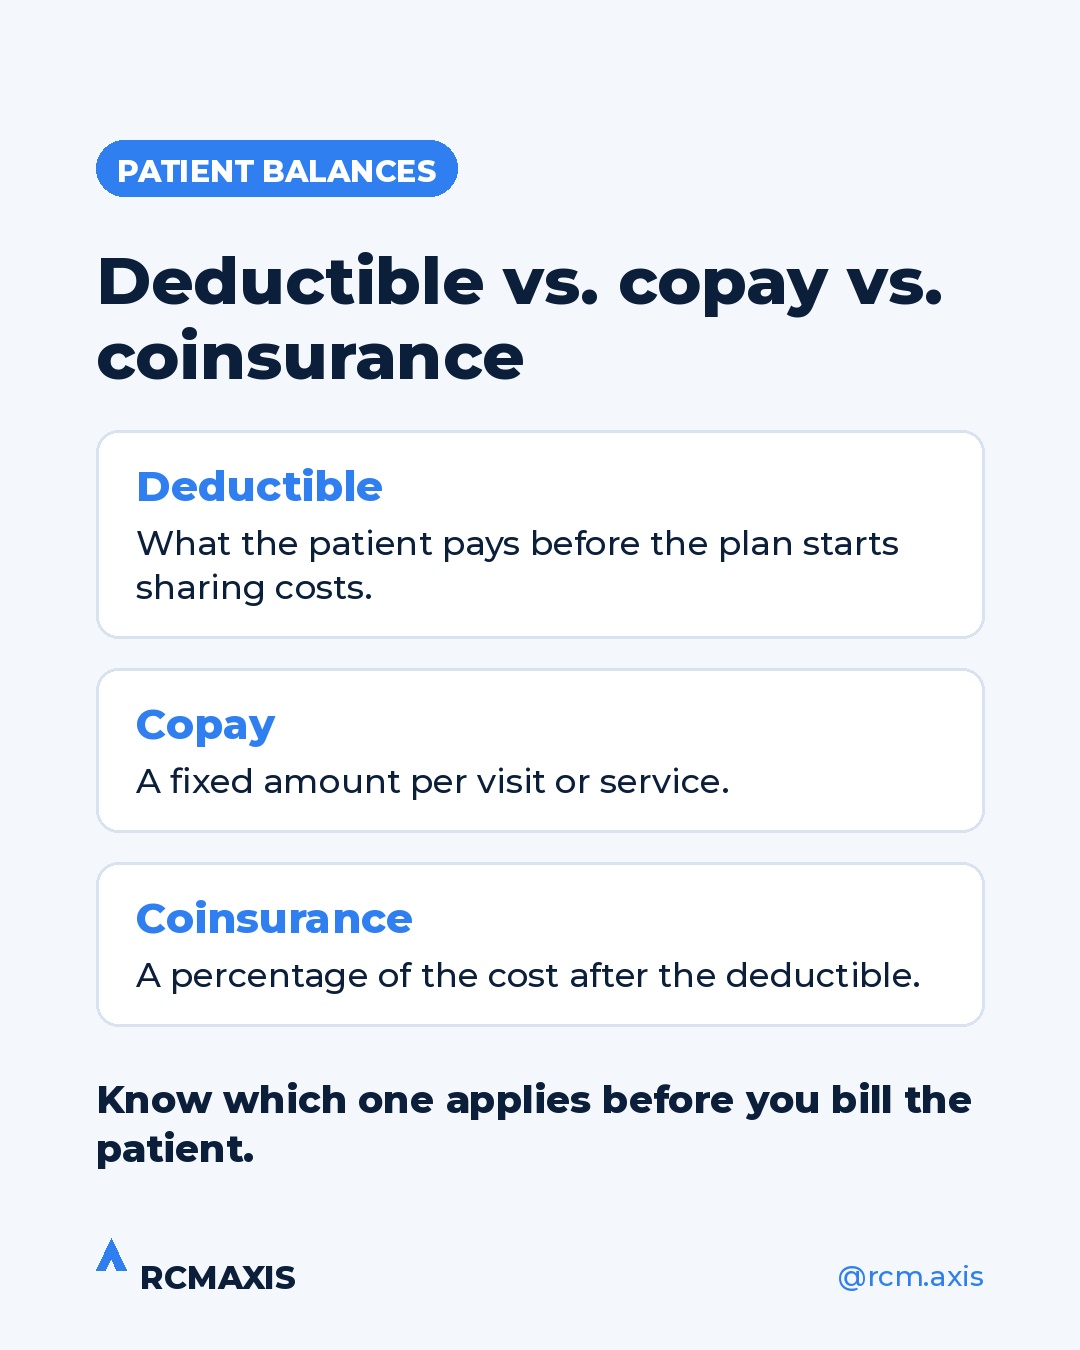 PATIENT BALANCES
Deductible vs. copay vs.
coinsurance
Deductible
What the patient pays before the plan starts
sharing costs.
Copay
A fixed amount per visit or service.
Coinsurance
A percentage of the cost after the deductible.
Know which one applies before you bill the
patient.
RCMAXIS
@rcm.axis